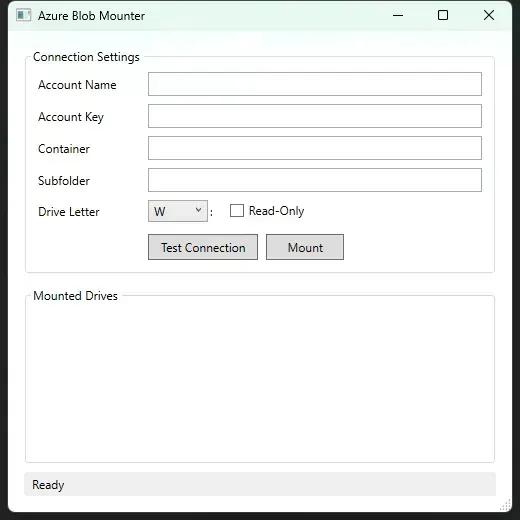 Azure Blob Mounter
Connection Settings
Account Name
Account Key
Container
Subfolder
Drive Letter W : Read-Only
Test Connection Mount
Mounted Drives
Ready